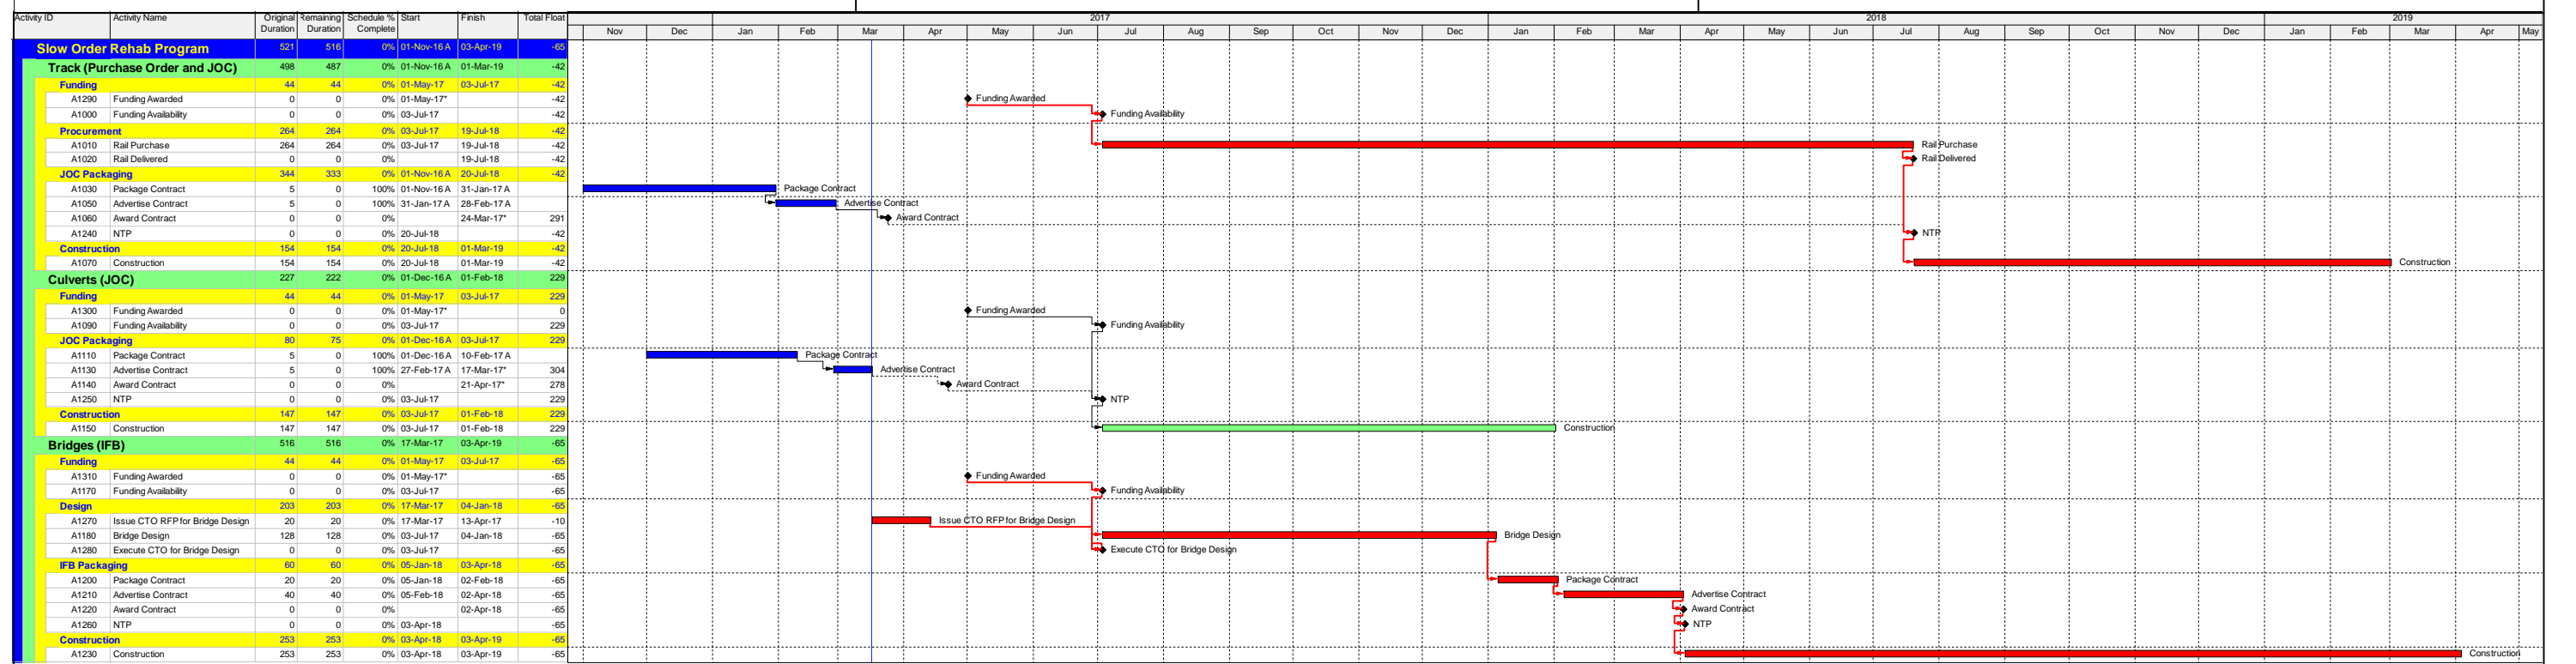 Activity ID Activity Name Original Duration Remaining Duration Schedule % Complete Start Finish Total Float
2017 2018 2019
Nov Dec Jan Feb Mar Apr May Jun Jul Aug Sep Oct Nov Dec Jan Feb Mar Apr May Jun Jul Aug Sep Oct Nov Dec Jan Feb Mar Apr May
Slow Order Rehab Program 521 516 0% 01-Nov-16 A 03-Apr-19 -65
Track (Purchase Order and JOC) 498 487 0% 01-Nov-16 A 01-Mar-19 -42
Funding 44 44 0% 01-May-17 03-Jul-17 -42
A1290 Funding Awarded 0 0 0% 01-May-17* -42 Funding Awarded
A1000 Funding Availability 0 0 0% 03-Jul-17 -42 Funding Availability
Procurement 264 264 0% 03-Jul-17 19-Jul-18 -42
A1010 Rail Purchase 264 264 0% 03-Jul-17 19-Jul-18 -42 Rail Purchase
A1020 Rail Delivered 0 0 0% 19-Jul-18 -42 Rail Delivered
JOC Packaging 344 333 0% 01-Nov-16 A 20-Jul-18 -42
A1030 Package Contract 5 0 100% 01-Nov-16 A 31-Jan-17 A Package Contract
A1050 Advertise Contract 5 0 100% 31-Jan-17 A 28-Feb-17 A Advertise Contract
A1060 Award Contract 0 0 0% 24-Mar-17* 291 Award Contract
A1240 NTP 0 0 0% 20-Jul-18 -42 NTP
Construction 154 154 0% 20-Jul-18 01-Mar-19 -42
A1070 Construction 154 154 0% 20-Jul-18 01-Mar-19 -42 Construction
Culverts (JOC) 227 222 0% 01-Dec-16 A 01-Feb-18 229
Funding 44 44 0% 01-May-17 03-Jul-17 229
A1300 Funding Awarded 0 0 0% 01-May-17* 0 Funding Awarded
A1090 Funding Availability 0 0 0% 03-Jul-17 229 Funding Availability
JOC Packaging 80 75 0% 01-Dec-16 A 03-Jul-17 229
A1110 Package Contract 5 0 100% 01-Dec-16 A 10-Feb-17 A Package Contract
A1130 Advertise Contract 5 0 100% 27-Feb-17 A 17-Mar-17* 304 Advertise Contract
A1140 Award Contract 0 0 0% 21-Apr-17* 278 Award Contract
A1250 NTP 0 0 0% 03-Jul-17 229 NTP
Construction 147 147 0% 03-Jul-17 01-Feb-18 229
A1150 Construction 147 147 0% 03-Jul-17 01-Feb-18 229 Construction
Bridges (IFB) 516 516 0% 17-Mar-17 03-Apr-19 -65
Funding 44 44 0% 01-May-17 03-Jul-17 -65
A1310 Funding Awarded 0 0 0% 01-May-17* -65 Funding Awarded
A1170 Funding Availability 0 0 0% 03-Jul-17 -65 Funding Availability
Design 203 203 0% 17-Mar-17 04-Jan-18 -65
A1270 Issue CTO RFP for Bridge Design 20 20 0% 17-Mar-17 13-Apr-17 -10 Issue CTO RFP for Bridge Design
A1180 Bridge Design 128 128 0% 03-Jul-17 04-Jan-18 -65 Bridge Design
A1280 Execute CTO for Bridge Design 0 0 0% 03-Jul-17 -65 Execute CTO for Bridge Design
IFB Packaging 60 60 0% 05-Jan-18 03-Apr-18 -65
A1200 Package Contract 20 20 0% 05-Jan-18 02-Feb-18 -65 Package Contract
A1210 Advertise Contract 40 40 0% 05-Feb-18 02-Apr-18 -65 Advertise Contract
A1220 Award Contract 0 0 0% 02-Apr-18 -65 Award Contract
A1260 NTP 0 0 0% 03-Apr-18 -65 NTP
Construction 253 253 0% 03-Apr-18 03-Apr-19 -65
A1230 Construction 253 253 0% 03-Apr-18 03-Apr-19 -65 Construction